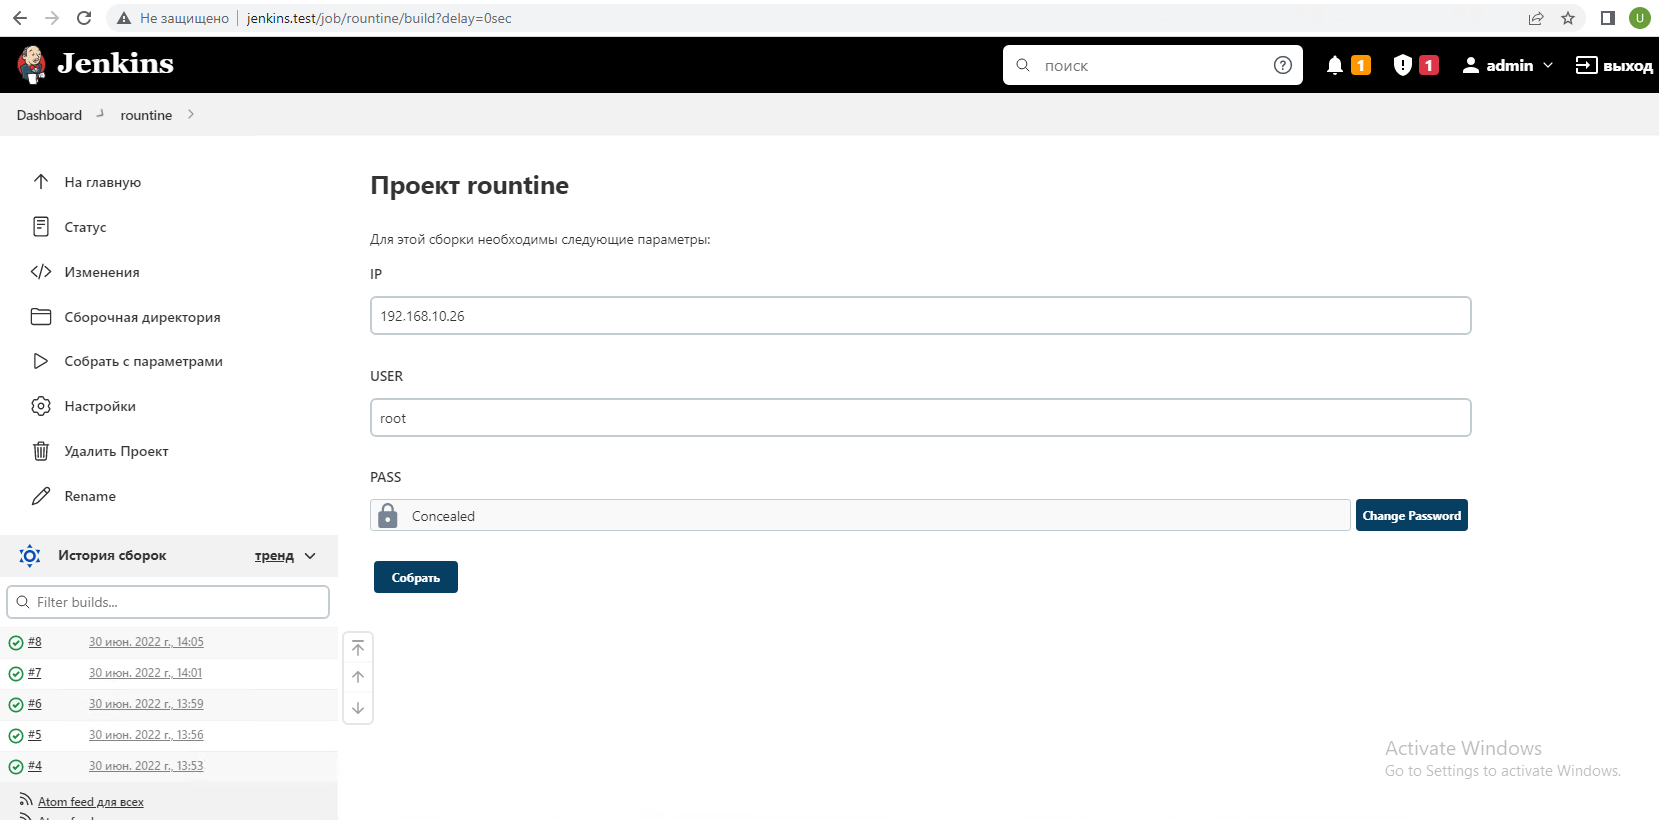 Не защищено jenkins.test/job/rountine/build?delay=0sec
U
Jenkins
поиск
1
1
admin
выход
Dashboard
rountine
На главную
Статус
Изменения
Сборочная директория
Собрать с параметрами
Настройки
Удалить Проект
Rename
История сборок
тренд
Filter builds...
#8 30 июн. 2022 г., 14:05
#7 30 июн. 2022 г., 14:01
#6 30 июн. 2022 г., 13:59
#5 30 июн. 2022 г., 13:56
#4 30 июн. 2022 г., 13:53
Atom feed для всех
Проект rountine
Для этой сборки необходимы следующие параметры:
IP
192.168.10.26
USER
root
PASS
Concealed
Change Password
Собрать
Activate Windows
Go to Settings to activate Windows.